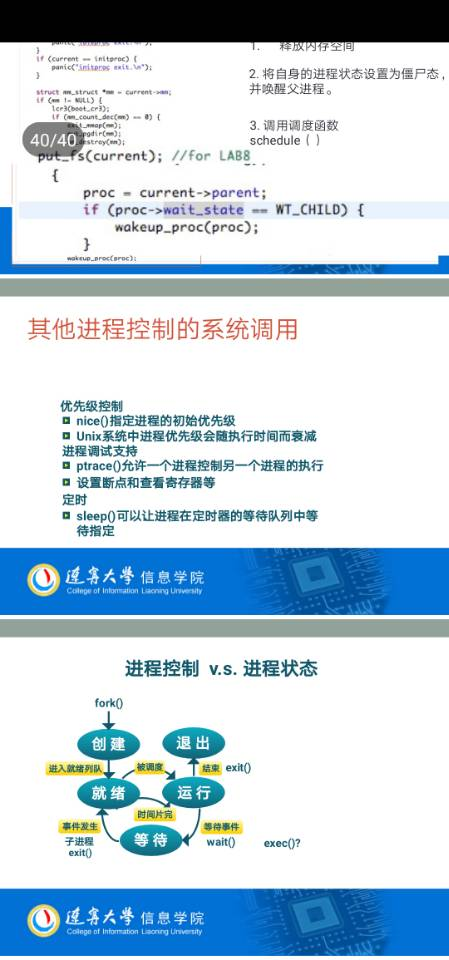 }
if (current == initproc) {
panic("initproc exit.\n");
}
struct mm_struct *mm = current->mm;
if (mm != NULL) {
lcr3(boot_cr3);
if (mm_count_dec(mm) == 0) {
exit_mmap(mm);
40/40
put_fs(current); //for LAB8
{
proc = current->parent;
if (proc->wait_state == WT_CHILD) {
wakeup_proc(proc);
}
wakeup_proc(proc);
1. 释放内存空间
2. 将自身的进程状态设置为僵尸态，
并唤醒父进程。
3. 调用调度函数
schedule（）
其他进程控制的系统调用
优先级控制
nice()指定进程的初始优先级
Unix系统中进程优先级会随执行时间而衰减
进程调试支持
ptrace()允许一个进程控制另一个进程的执行
设置断点和查看寄存器等
定时
sleep()可以让进程在定时器的等待队列中等
待指定
辽宁大学 信息学院
College of Information Liaoning University
进程控制 v.s. 进程状态
fork()
创建
退出
进入就绪列队
被调度
结束 exit()
就绪
运行
时间片完
事件发生
等待事件
子进程
exit()
等待
wait()
exec()?
辽宁大学 信息学院
College of Information Liaoning University